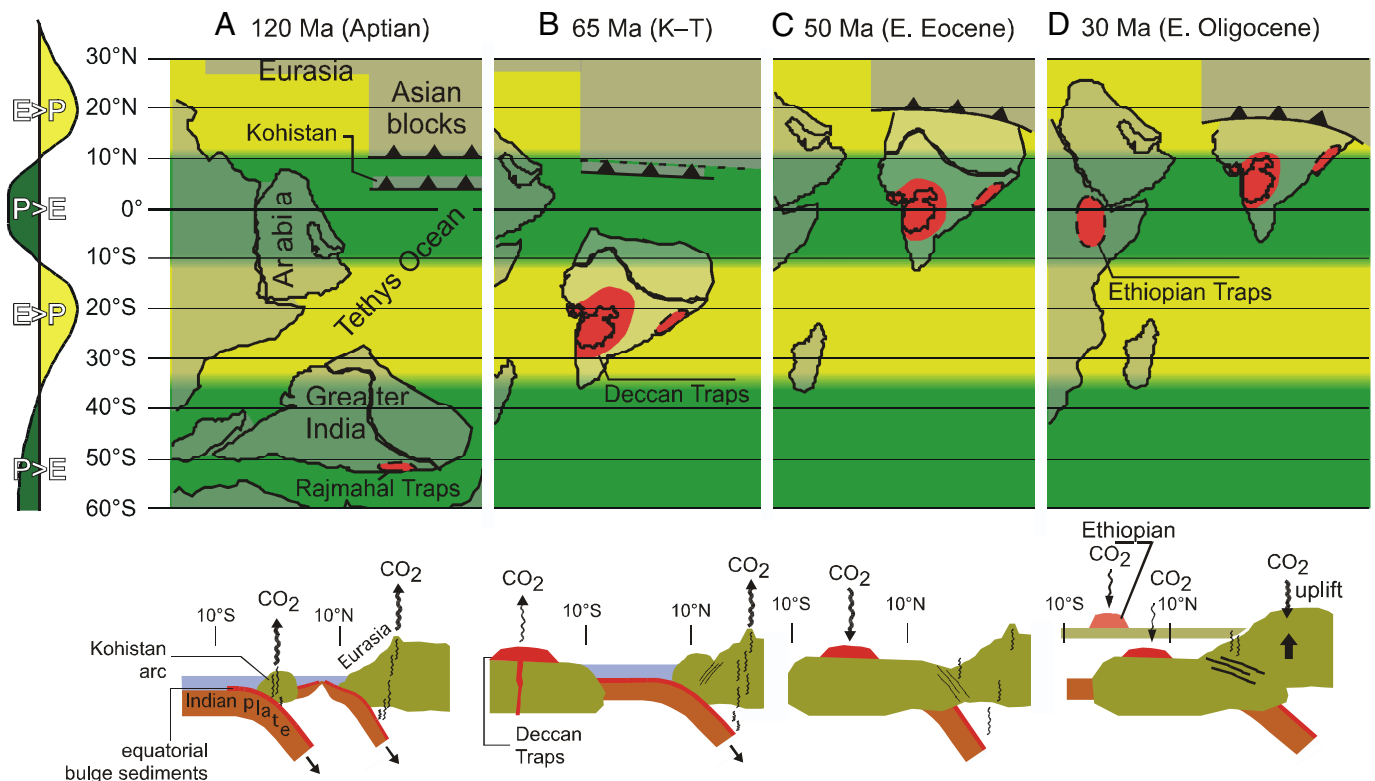 A 120 Ma (Aptian)
B 65 Ma (K–T)
C 50 Ma (E. Eocene)
D 30 Ma (E. Oligocene)
30°N
20°N
10°N
0°
10°S
20°S
30°S
40°S
50°S
60°S
E>P
P>E
E>P
P>E
Eurasia
Asian
blocks
Kohistan
Arabia
Tethys Ocean
Greater
India
Rajmahal Traps
Deccan Traps
Ethiopian Traps
CO2
CO2
10°S
10°N
Kohistan
arc
Eurasia
Indian plate
equatorial
bulge sediments
CO2
CO2
10°S
10°N
Deccan
Traps
CO2
10°S
10°N
Ethiopian
CO2
CO2
CO2
10°S
10°N
uplift